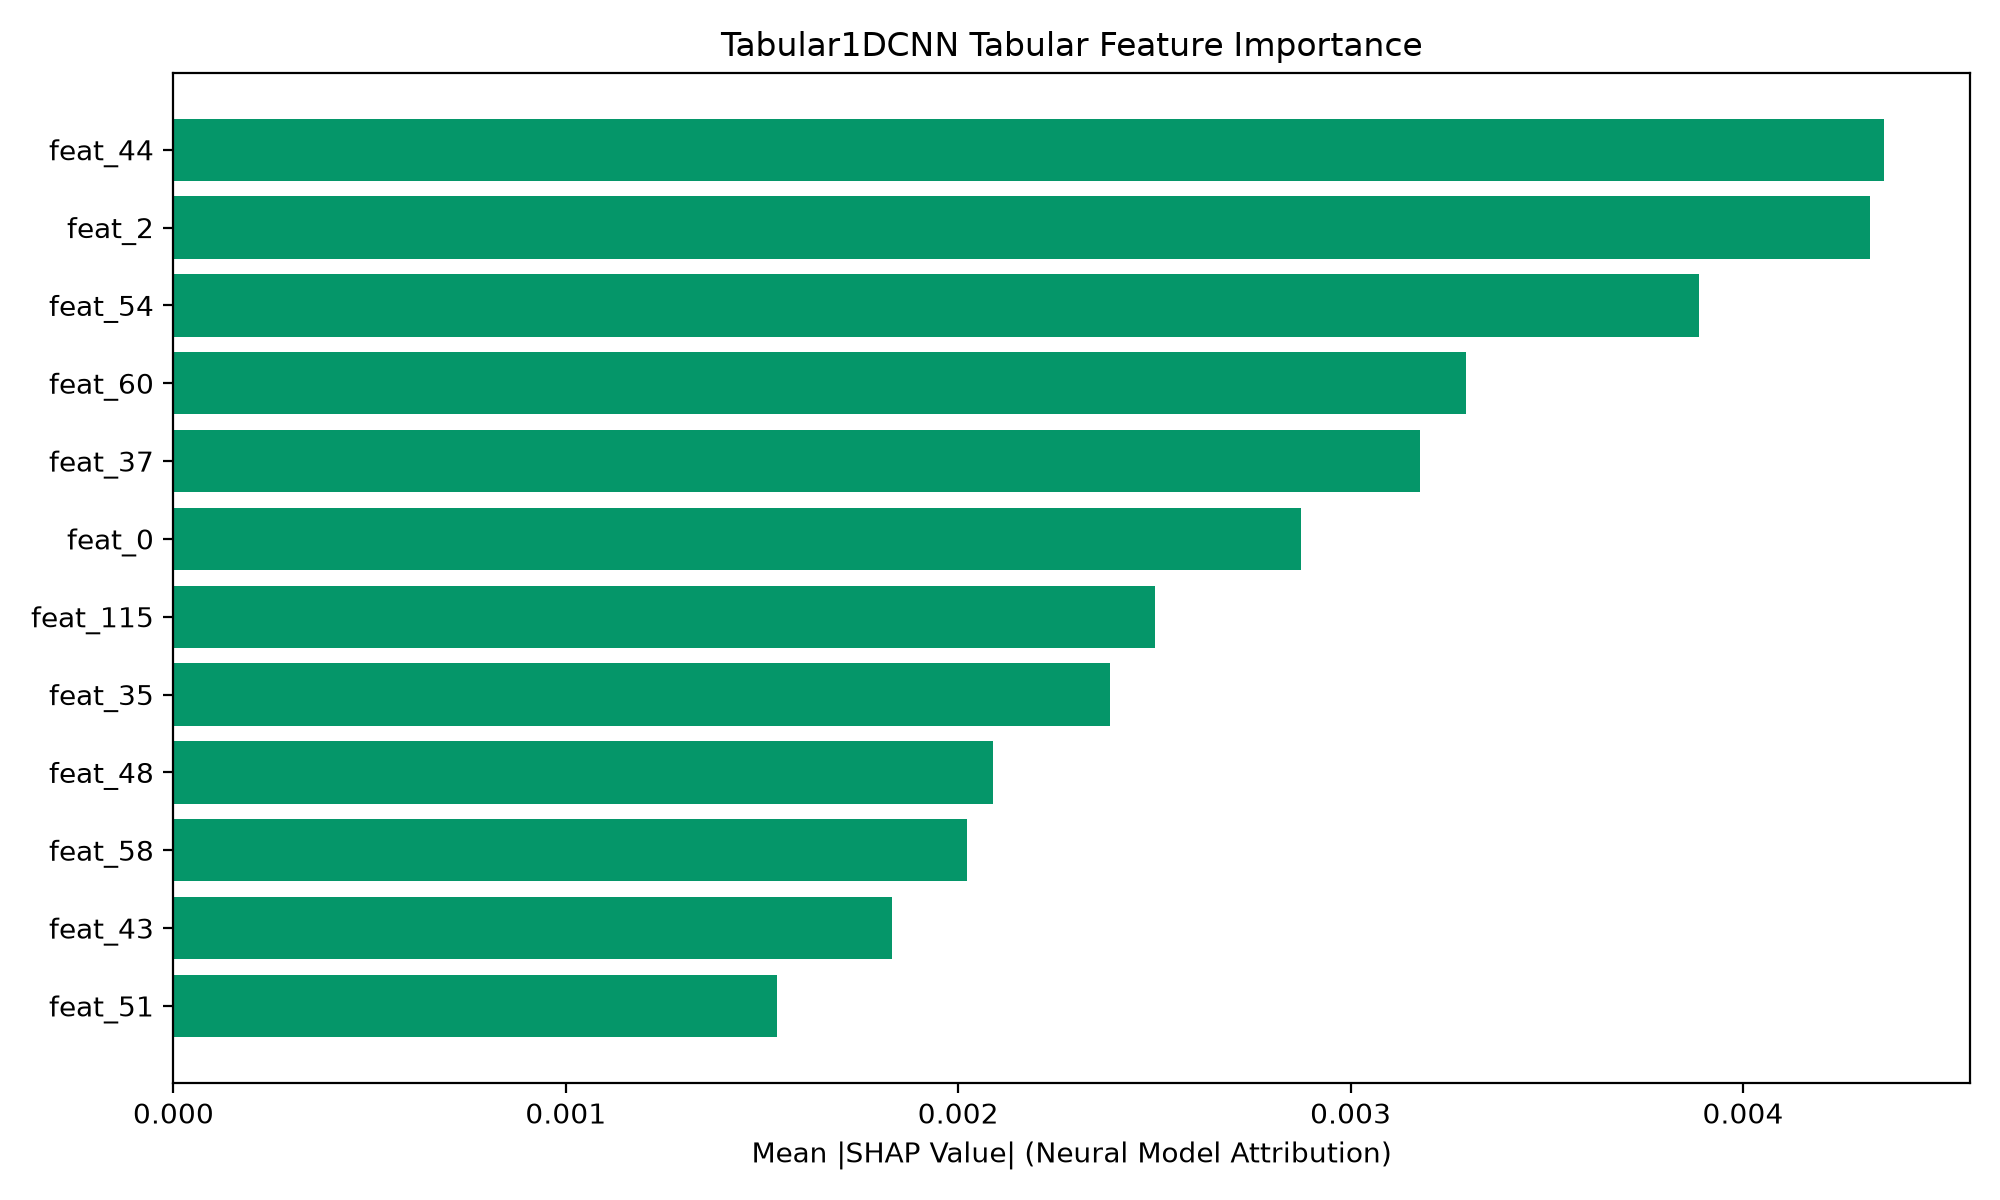 Tabular1DCNN Tabular Feature Importance
feat_44
feat_2
feat_54
feat_60
feat_37
feat_0
feat_115
feat_35
feat_48
feat_58
feat_43
feat_51
0.000 0.001 0.002 0.003 0.004
Mean |SHAP Value| (Neural Model Attribution)